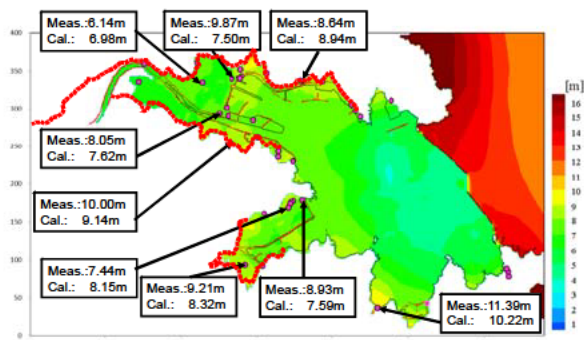 Meas.:6.14m
Cal.: 6.98m
Meas.:9.87m
Cal.: 7.50m
Meas.:8.64m
Cal.: 8.94m
Meas.:8.05m
Cal.: 7.62m
Meas.:10.00m
Cal.: 9.14m
Meas.:7.44m
Cal.: 8.15m
Meas.:9.21m
Cal.: 8.32m
Meas.:8.93m
Cal.: 7.59m
Meas.:11.39m
Cal.: 10.22m
400
350
300
250
200
150
100
50
0
[m]
16
15
14
13
12
11
10
9
8
7
6
5
4
3
2
1